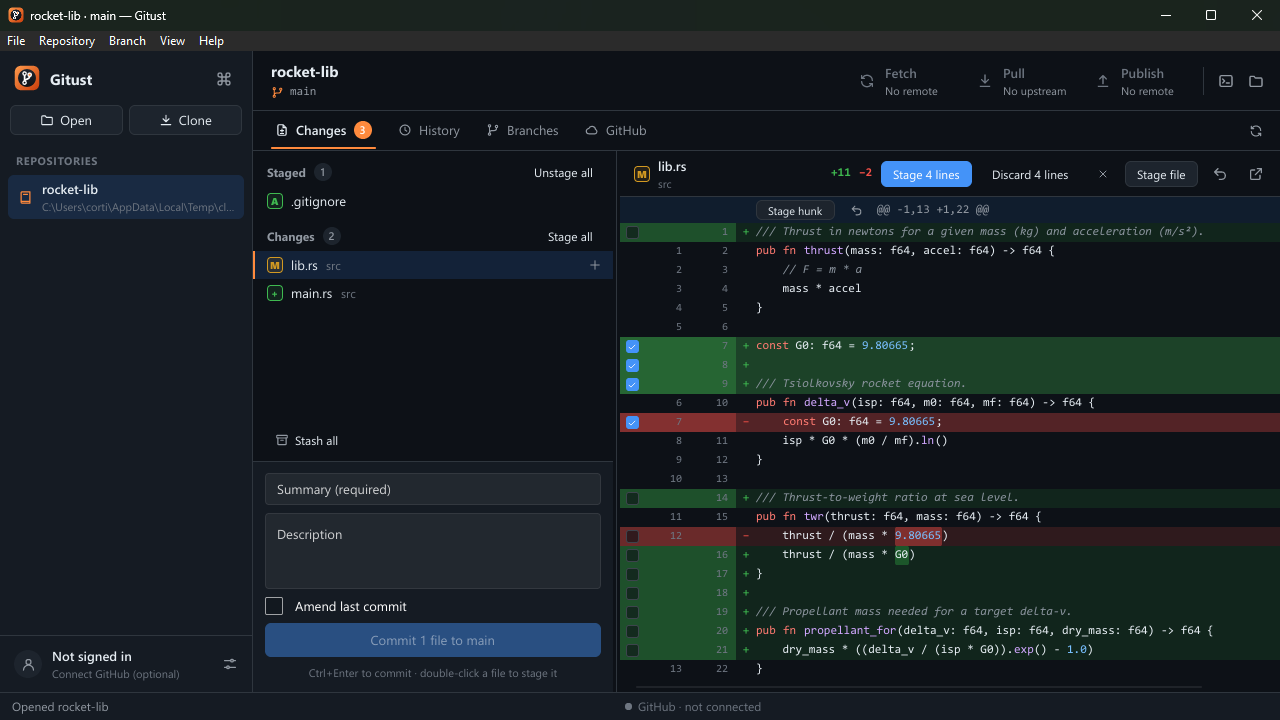 rocket-lib · main — Gitust
File Repository Branch View Help
Gitust
Open
Clone
REPOSITORIES
rocket-lib
C:\Users\corti\AppData\Local\Temp\cl...
Not signed in
Connect GitHub (optional)
rocket-lib
main
Fetch
No remote
Pull
No upstream
Publish
No remote
Changes 3
History
Branches
GitHub
Staged 1
Unstage all
A .gitignore
Changes 2
Stage all
M lib.rs src
+ main.rs src
Stash all
Summary (required)
Description
Amend last commit
Commit 1 file to main
Ctrl+Enter to commit · double-click a file to stage it
M lib.rs
src
+11 −2
Stage 4 lines
Discard 4 lines
Stage file
Stage hunk
@@ -1,13 +1,22 @@
1 + /// Thrust in newtons for a given mass (kg) and acceleration (m/s²).
1 2 pub fn thrust(mass: f64, accel: f64) -> f64 {
2 3 // F = m * a
3 4 mass * accel
4 5 }
5 6
7 + const G0: f64 = 9.80665;
8 +
9 + /// Tsiolkovsky rocket equation.
6 10 pub fn delta_v(isp: f64, m0: f64, mf: f64) -> f64 {
7 − const G0: f64 = 9.80665;
8 11 isp * G0 * (m0 / mf).ln()
9 12 }
10 13
14 + /// Thrust-to-weight ratio at sea level.
11 15 pub fn twr(thrust: f64, mass: f64) -> f64 {
12 − thrust / (mass * 9.80665)
16 + thrust / (mass * G0)
17 + }
18 +
19 + /// Propellant mass needed for a target delta-v.
20 + pub fn propellant_for(delta_v: f64, isp: f64, dry_mass: f64) -> f64 {
21 + dry_mass * ((delta_v / (isp * G0)).exp() - 1.0)
13 22 }
Opened rocket-lib
GitHub · not connected